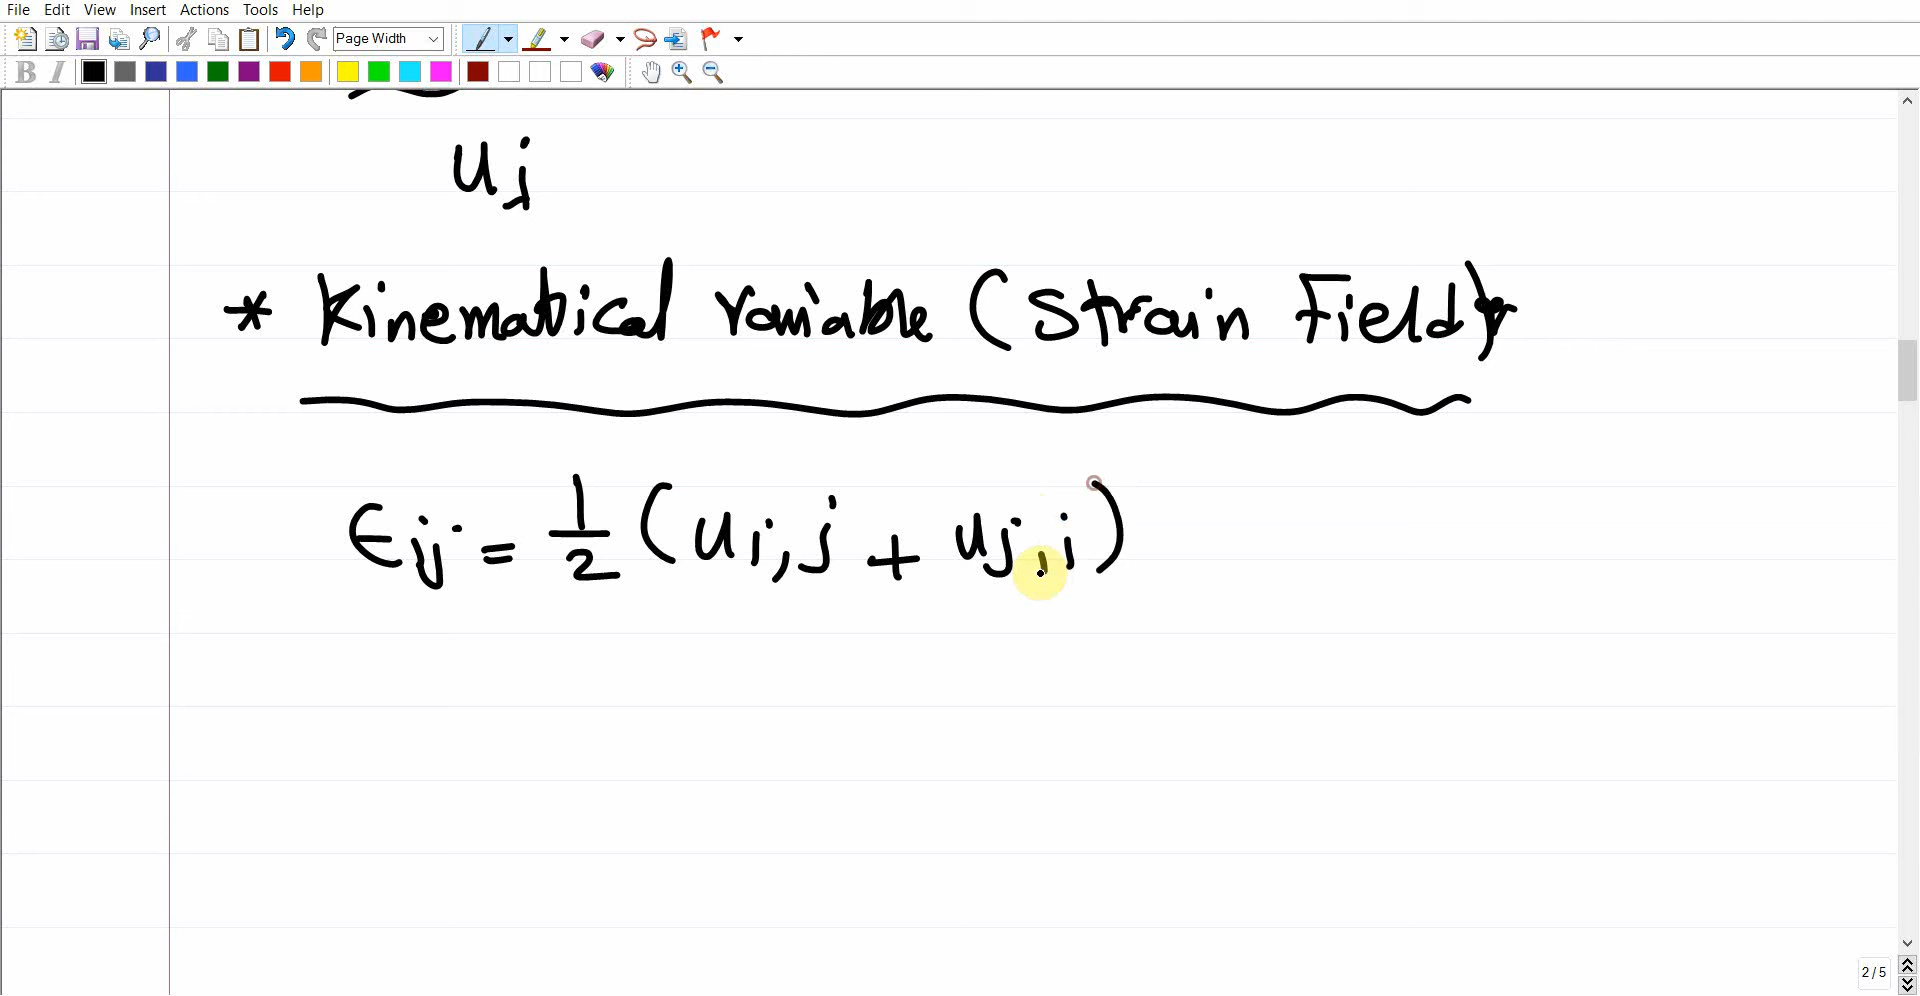 File Edit View Insert Actions Tools Help
Page Width
B I
uj
* Kinematical variable (Strain Field)
ϵij = 1/2 (ui,j + uj,i)
2 / 5